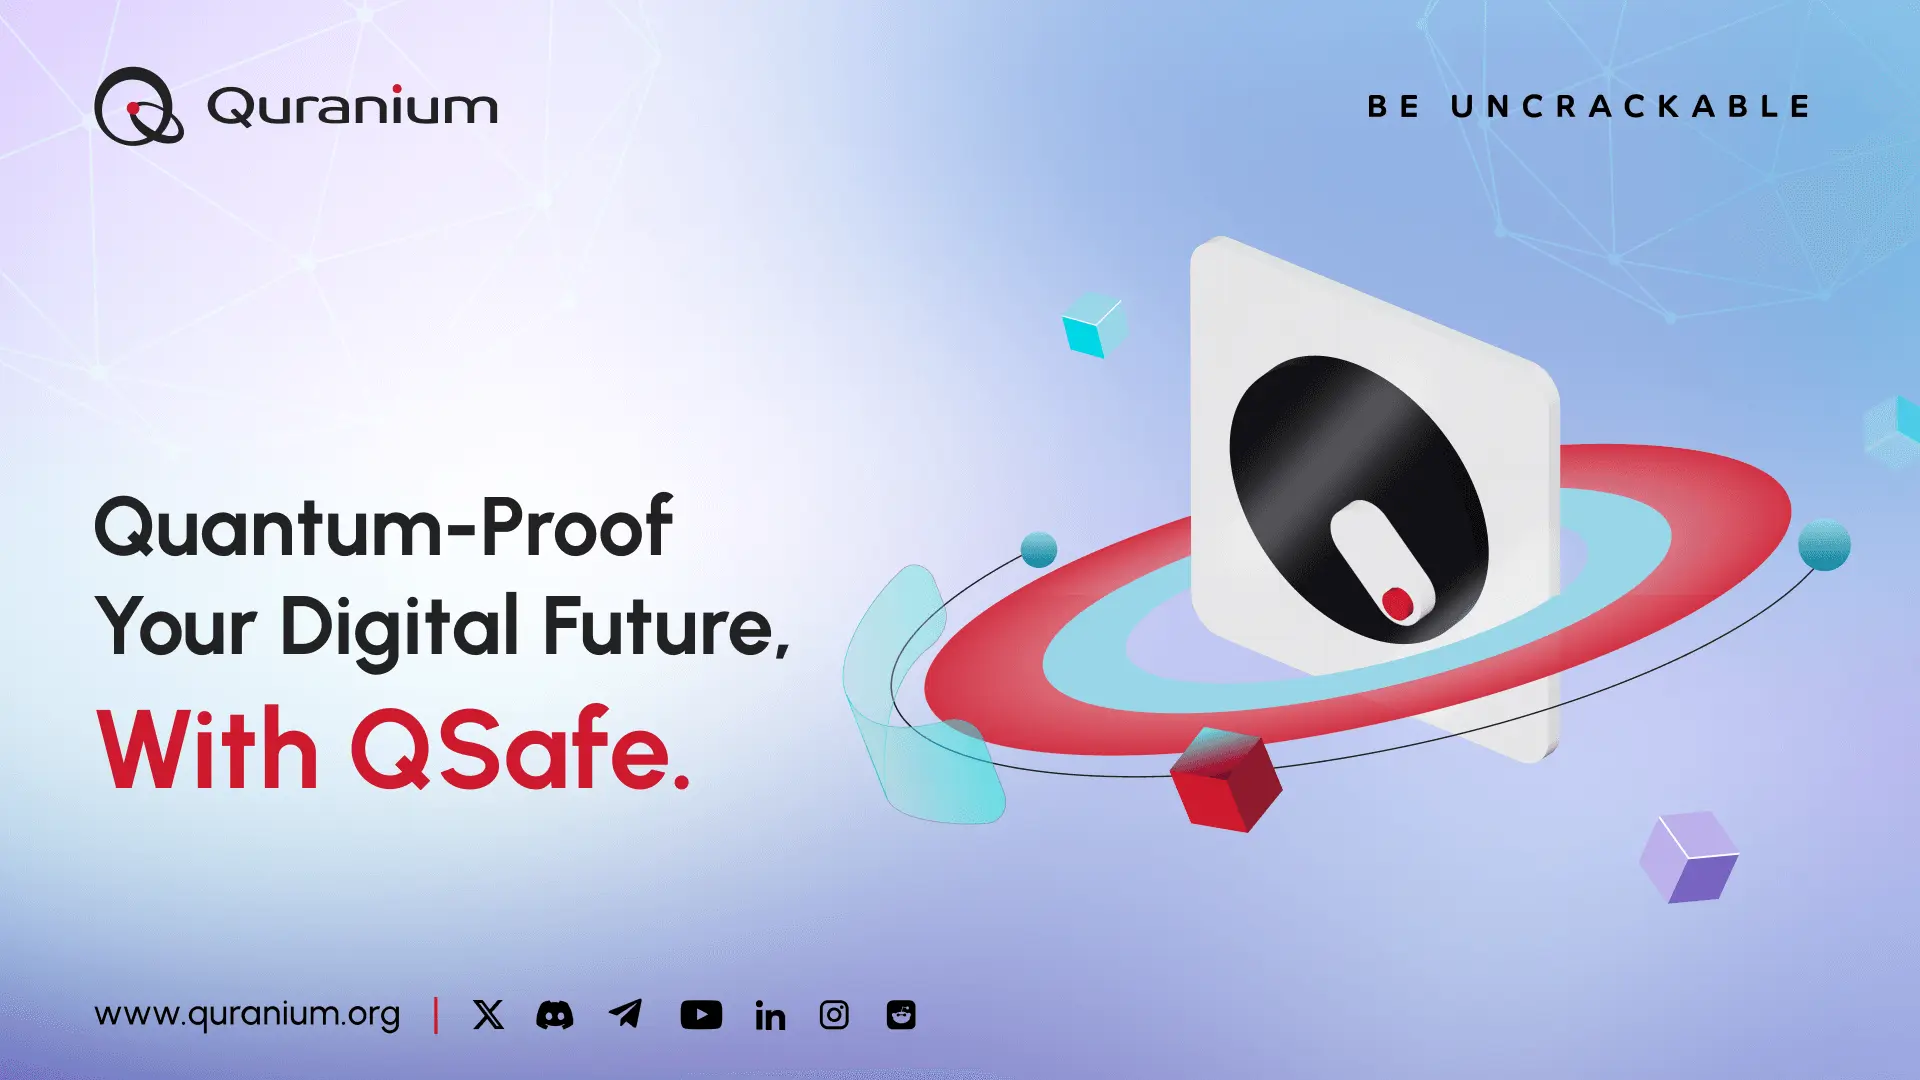 Quranium
BE UNCRACKABLE
Quantum-Proof
Your Digital Future,
With QSafe.
www.quranium.org